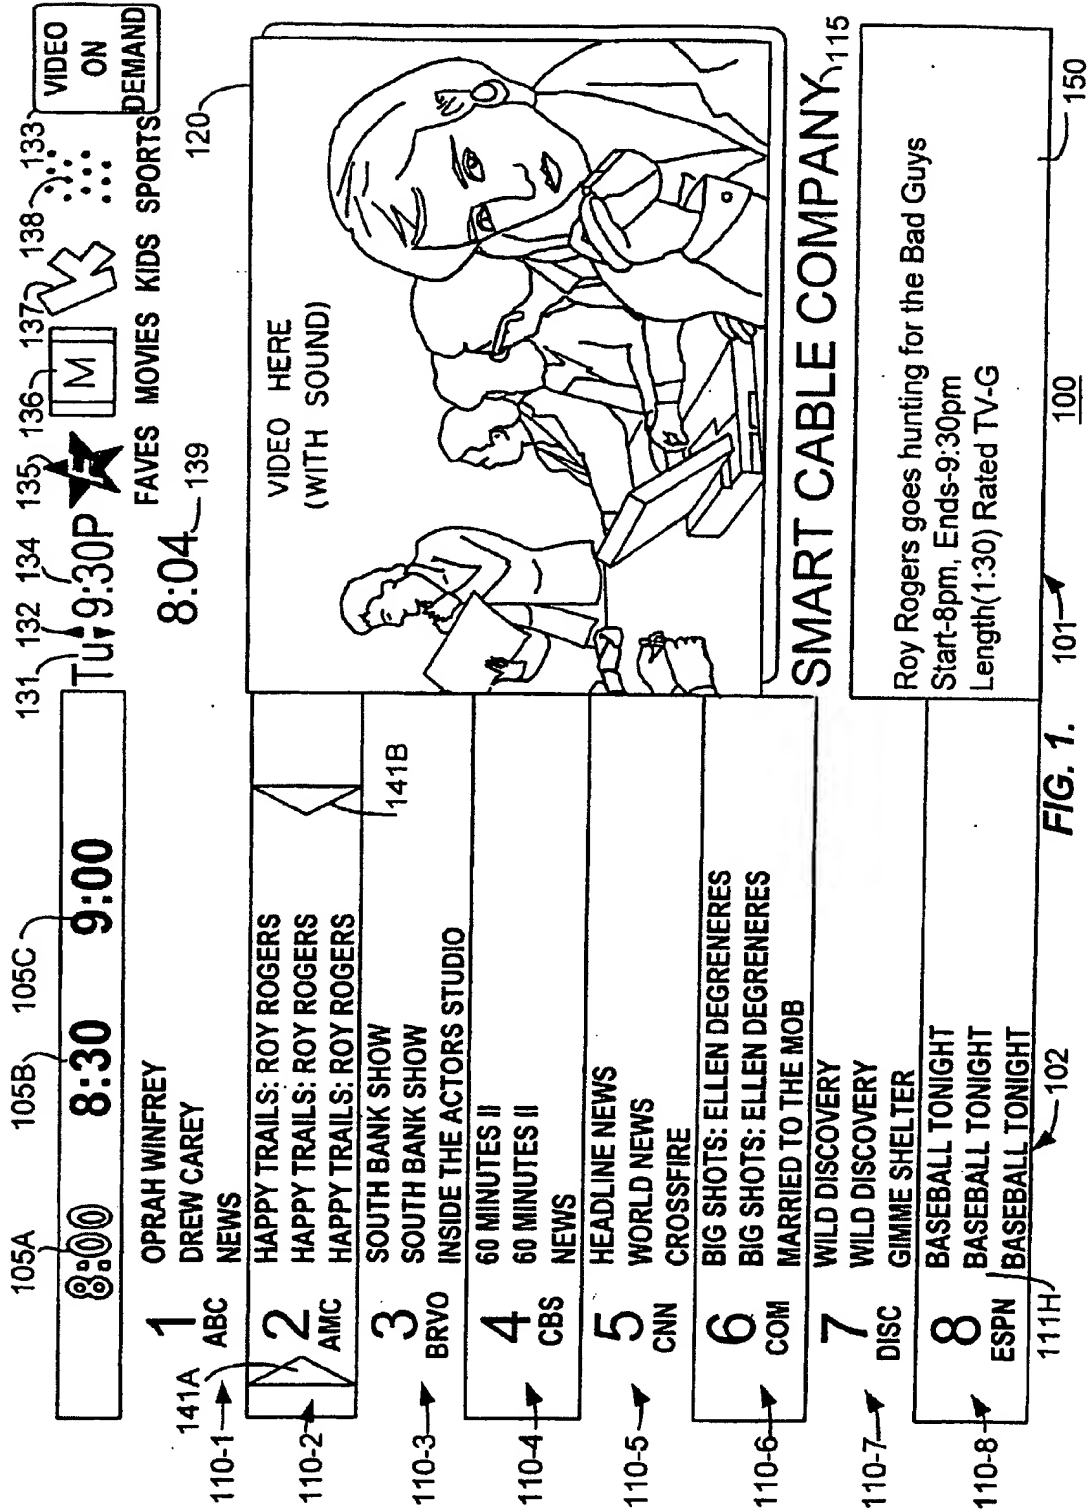 105A
105B
105C
8:00
8:30
9:00
131
132
134
135
136
137
138
133
Tu 9:30P
F
M
K
VIDEO
ON
DEMAND
FAVES MOVIES KIDS SPORTS
8:04
139
120
141A
110-1
1
ABC
OPRAH WINFREY
DREW CAREY
NEWS
110-2
2
AMC
HAPPY TRAILS: ROY ROGERS
HAPPY TRAILS: ROY ROGERS
HAPPY TRAILS: ROY ROGERS
141B
110-3
3
BRVO
SOUTH BANK SHOW
SOUTH BANK SHOW
INSIDE THE ACTORS STUDIO
110-4
4
CBS
60 MINUTES II
60 MINUTES II
NEWS
110-5
5
CNN
HEADLINE NEWS
WORLD NEWS
CROSSFIRE
110-6
6
COM
BIG SHOTS: ELLEN DEGRENERES
BIG SHOTS: ELLEN DEGRENERES
MARRIED TO THE MOB
110-7
7
DISC
WILD DISCOVERY
WILD DISCOVERY
GIMME SHELTER
110-8
8
ESPN
BASEBALL TONIGHT
BASEBALL TONIGHT
BASEBALL TONIGHT
111H
102
VIDEO HERE
(WITH SOUND)
SMART CABLE COMPANY
115
Roy Rogers goes hunting for the Bad Guys
Start-8pm, Ends-9:30pm
Length(1:30) Rated TV-G
150
101
100
FIG. 1.